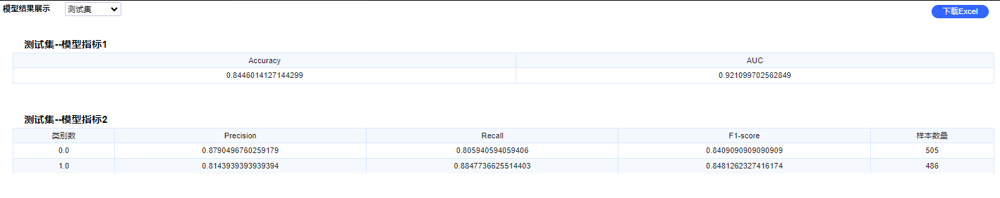 模型结果展示 测试集 下载Excel
测试集--模型指标1
Accuracy AUC
0.8446014127144299 0.921099702562849
测试集--模型指标2
类别数 Precision Recall F1-score 样本数量
0.0 0.8790496760259179 0.805940594059406 0.8409090909090909 505
1.0 0.8143939393939394 0.8847736625514403 0.8481262327416174 486